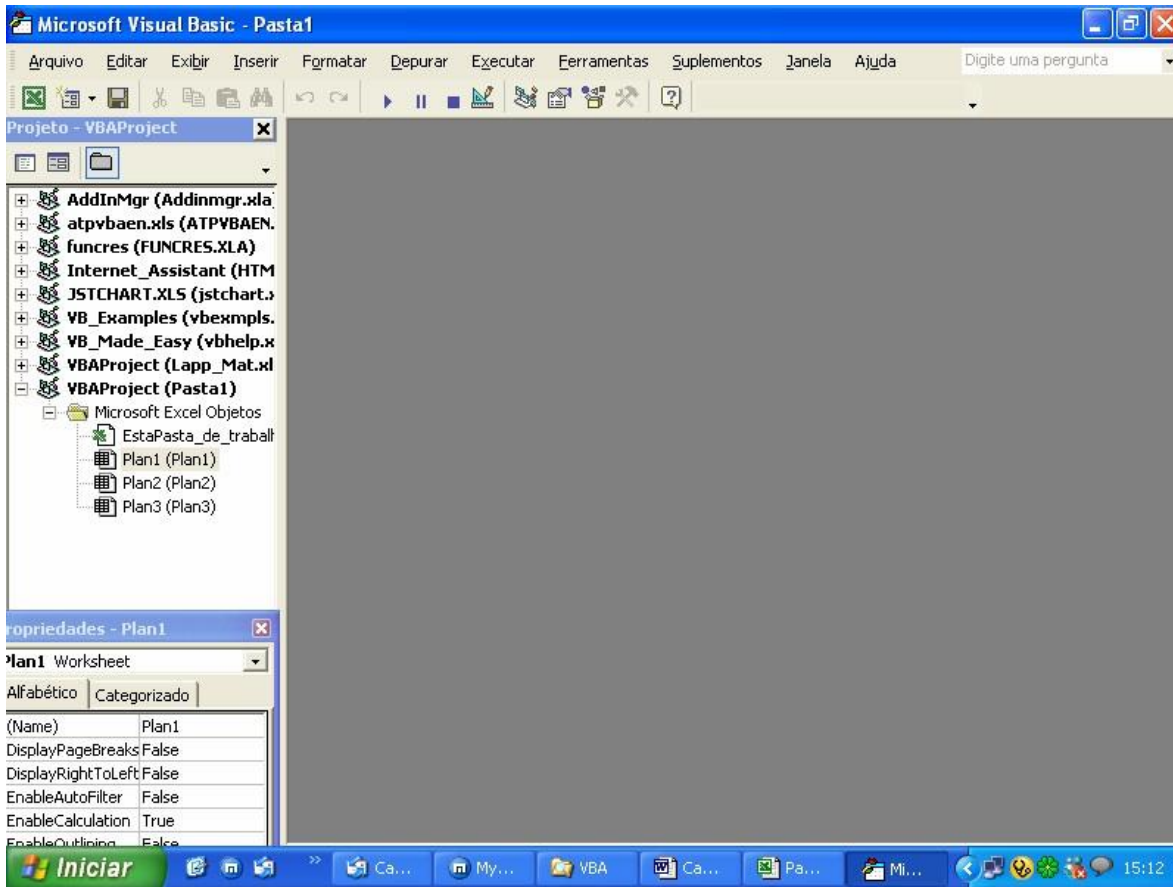 Microsoft Visual Basic - Pasta1
Arquivo Editar Exibir Inserir Formatar Depurar Executar Ferramentas Suplementos Janela Ajuda Digite uma pergunta
Projeto - VBAProject
AddInMgr (Addinmgr.xla
atpvbaen.xls (ATPVBAEN.
funcres (FUNCRES.XLA)
Internet_Assistant (HTM
JSTCHART.XLS (jstchart.x
VB_Examples (vbexmpls.
VB_Made_Easy (vbhelp.x
VBAProject (Lapp_Mat.xl
VBAProject (Pasta1)
Microsoft Excel Objetos
EstaPasta_de_trabalh
Plan1 (Plan1)
Plan2 (Plan2)
Plan3 (Plan3)
ropriedades - Plan1
Plan1 Worksheet
Alfabético Categorizado
(Name) Plan1
DisplayPageBreaks False
DisplayRightToLeft False
EnableAutoFilter False
EnableCalculation True
EnableOutlining False
Iniciar Ca... My... VBA Ca... Pa... Mi... 15:12